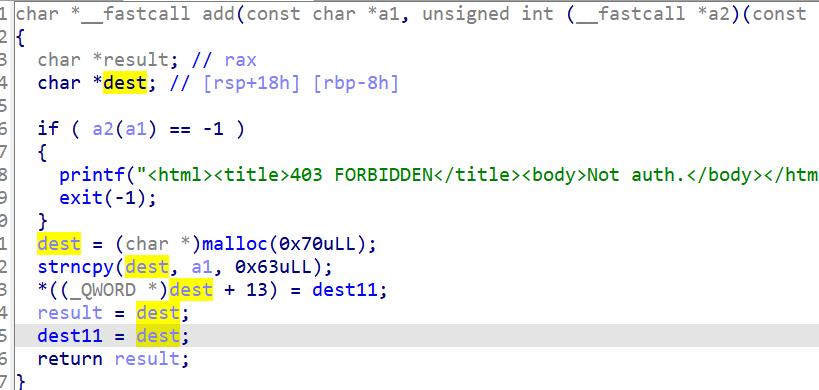 1 char *__fastcall add(const char *a1, unsigned int (__fastcall *a2)(const
2 {
3 char *result; // rax
4 char *dest; // [rsp+18h] [rbp-8h]
5
6 if ( a2(a1) == -1 )
7 {
8 printf("<html><title>403 FORBIDDEN</title><body>Not auth.</body></htm
9 exit(-1);
0 }
1 dest = (char *)malloc(0x70uLL);
2 strncpy(dest, a1, 0x63uLL);
3 *((_QWORD *)dest + 13) = dest11;
4 result = dest;
5 dest11 = dest;
6 return result;
7 }